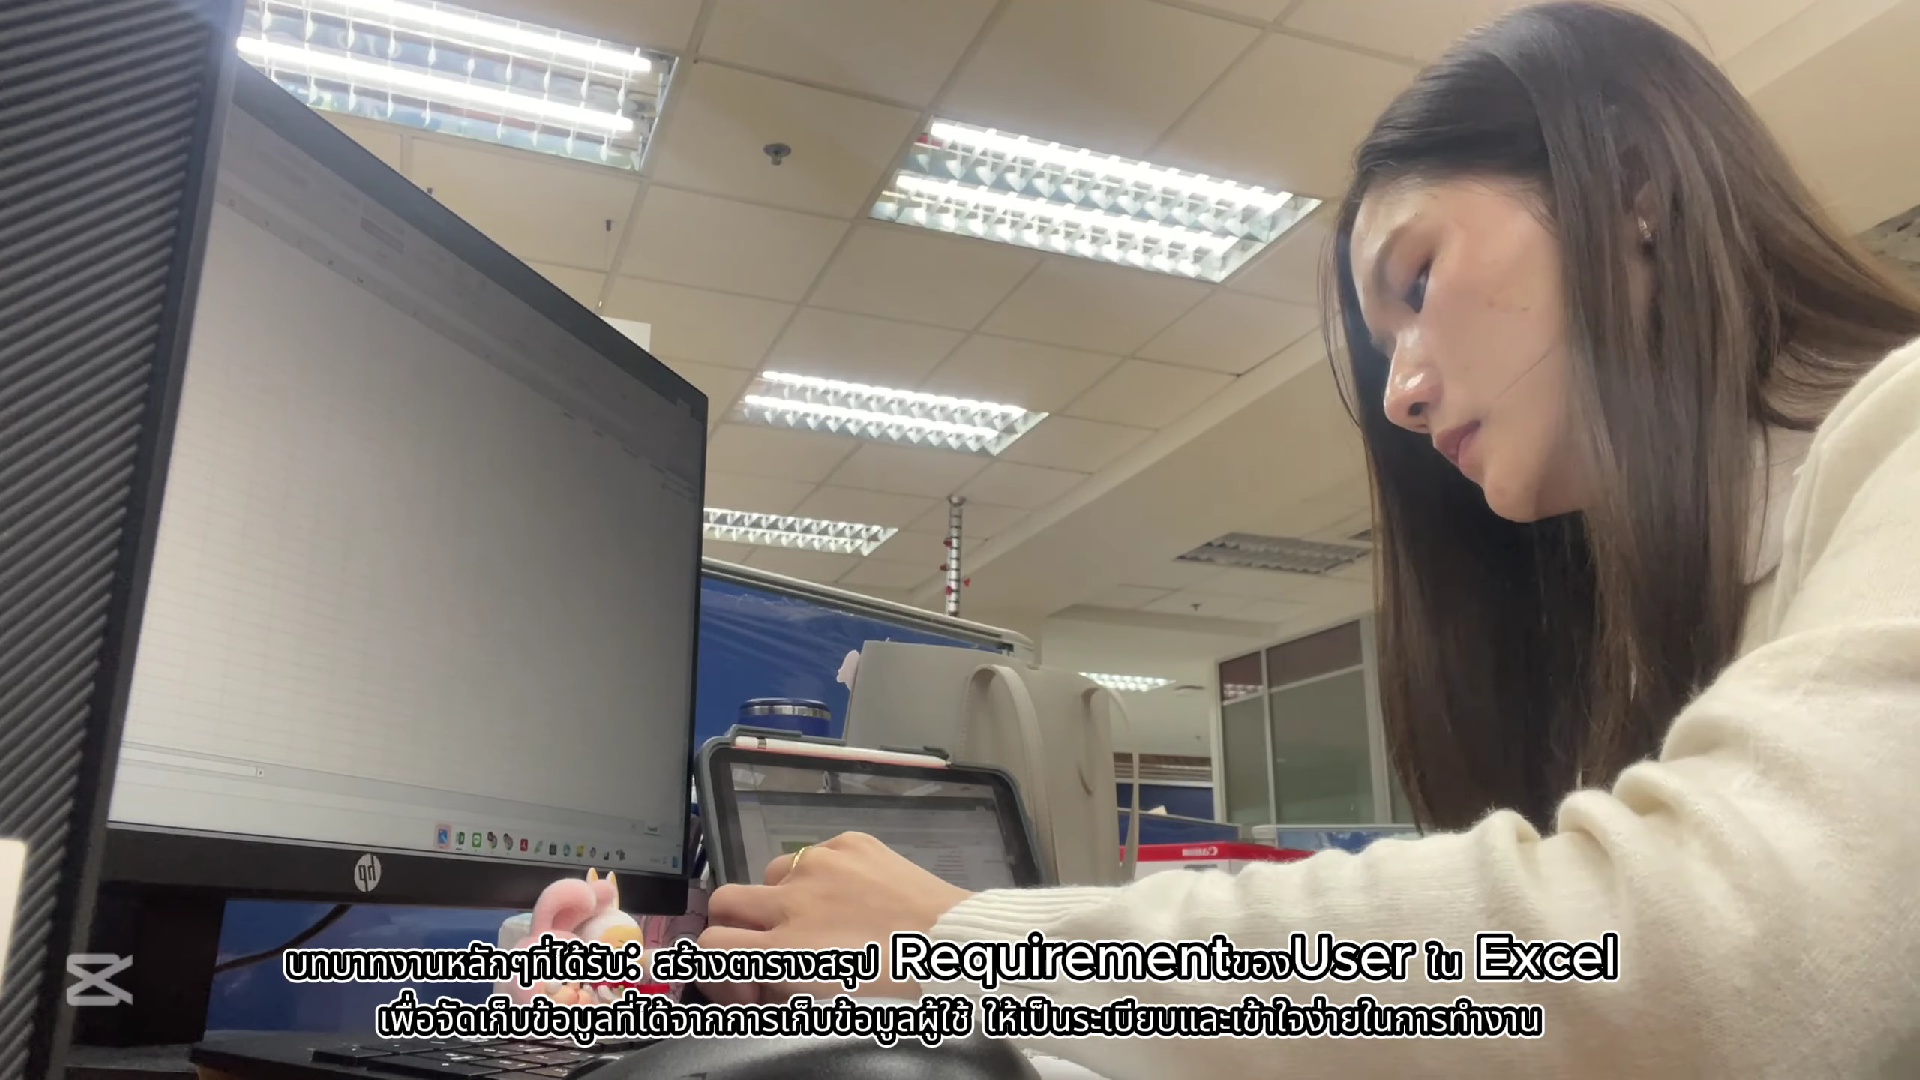 บทบาทงานหลักๆที่ได้รับ: สร้างตารางสรุป RequirementของUser ใน Excel
เพื่อจัดเก็บข้อมูลที่ได้จากการเก็บข้อมูลผู้ใช้ ให้เป็นระเบียบและเข้าใจง่ายในการทำงาน
hp
Canon